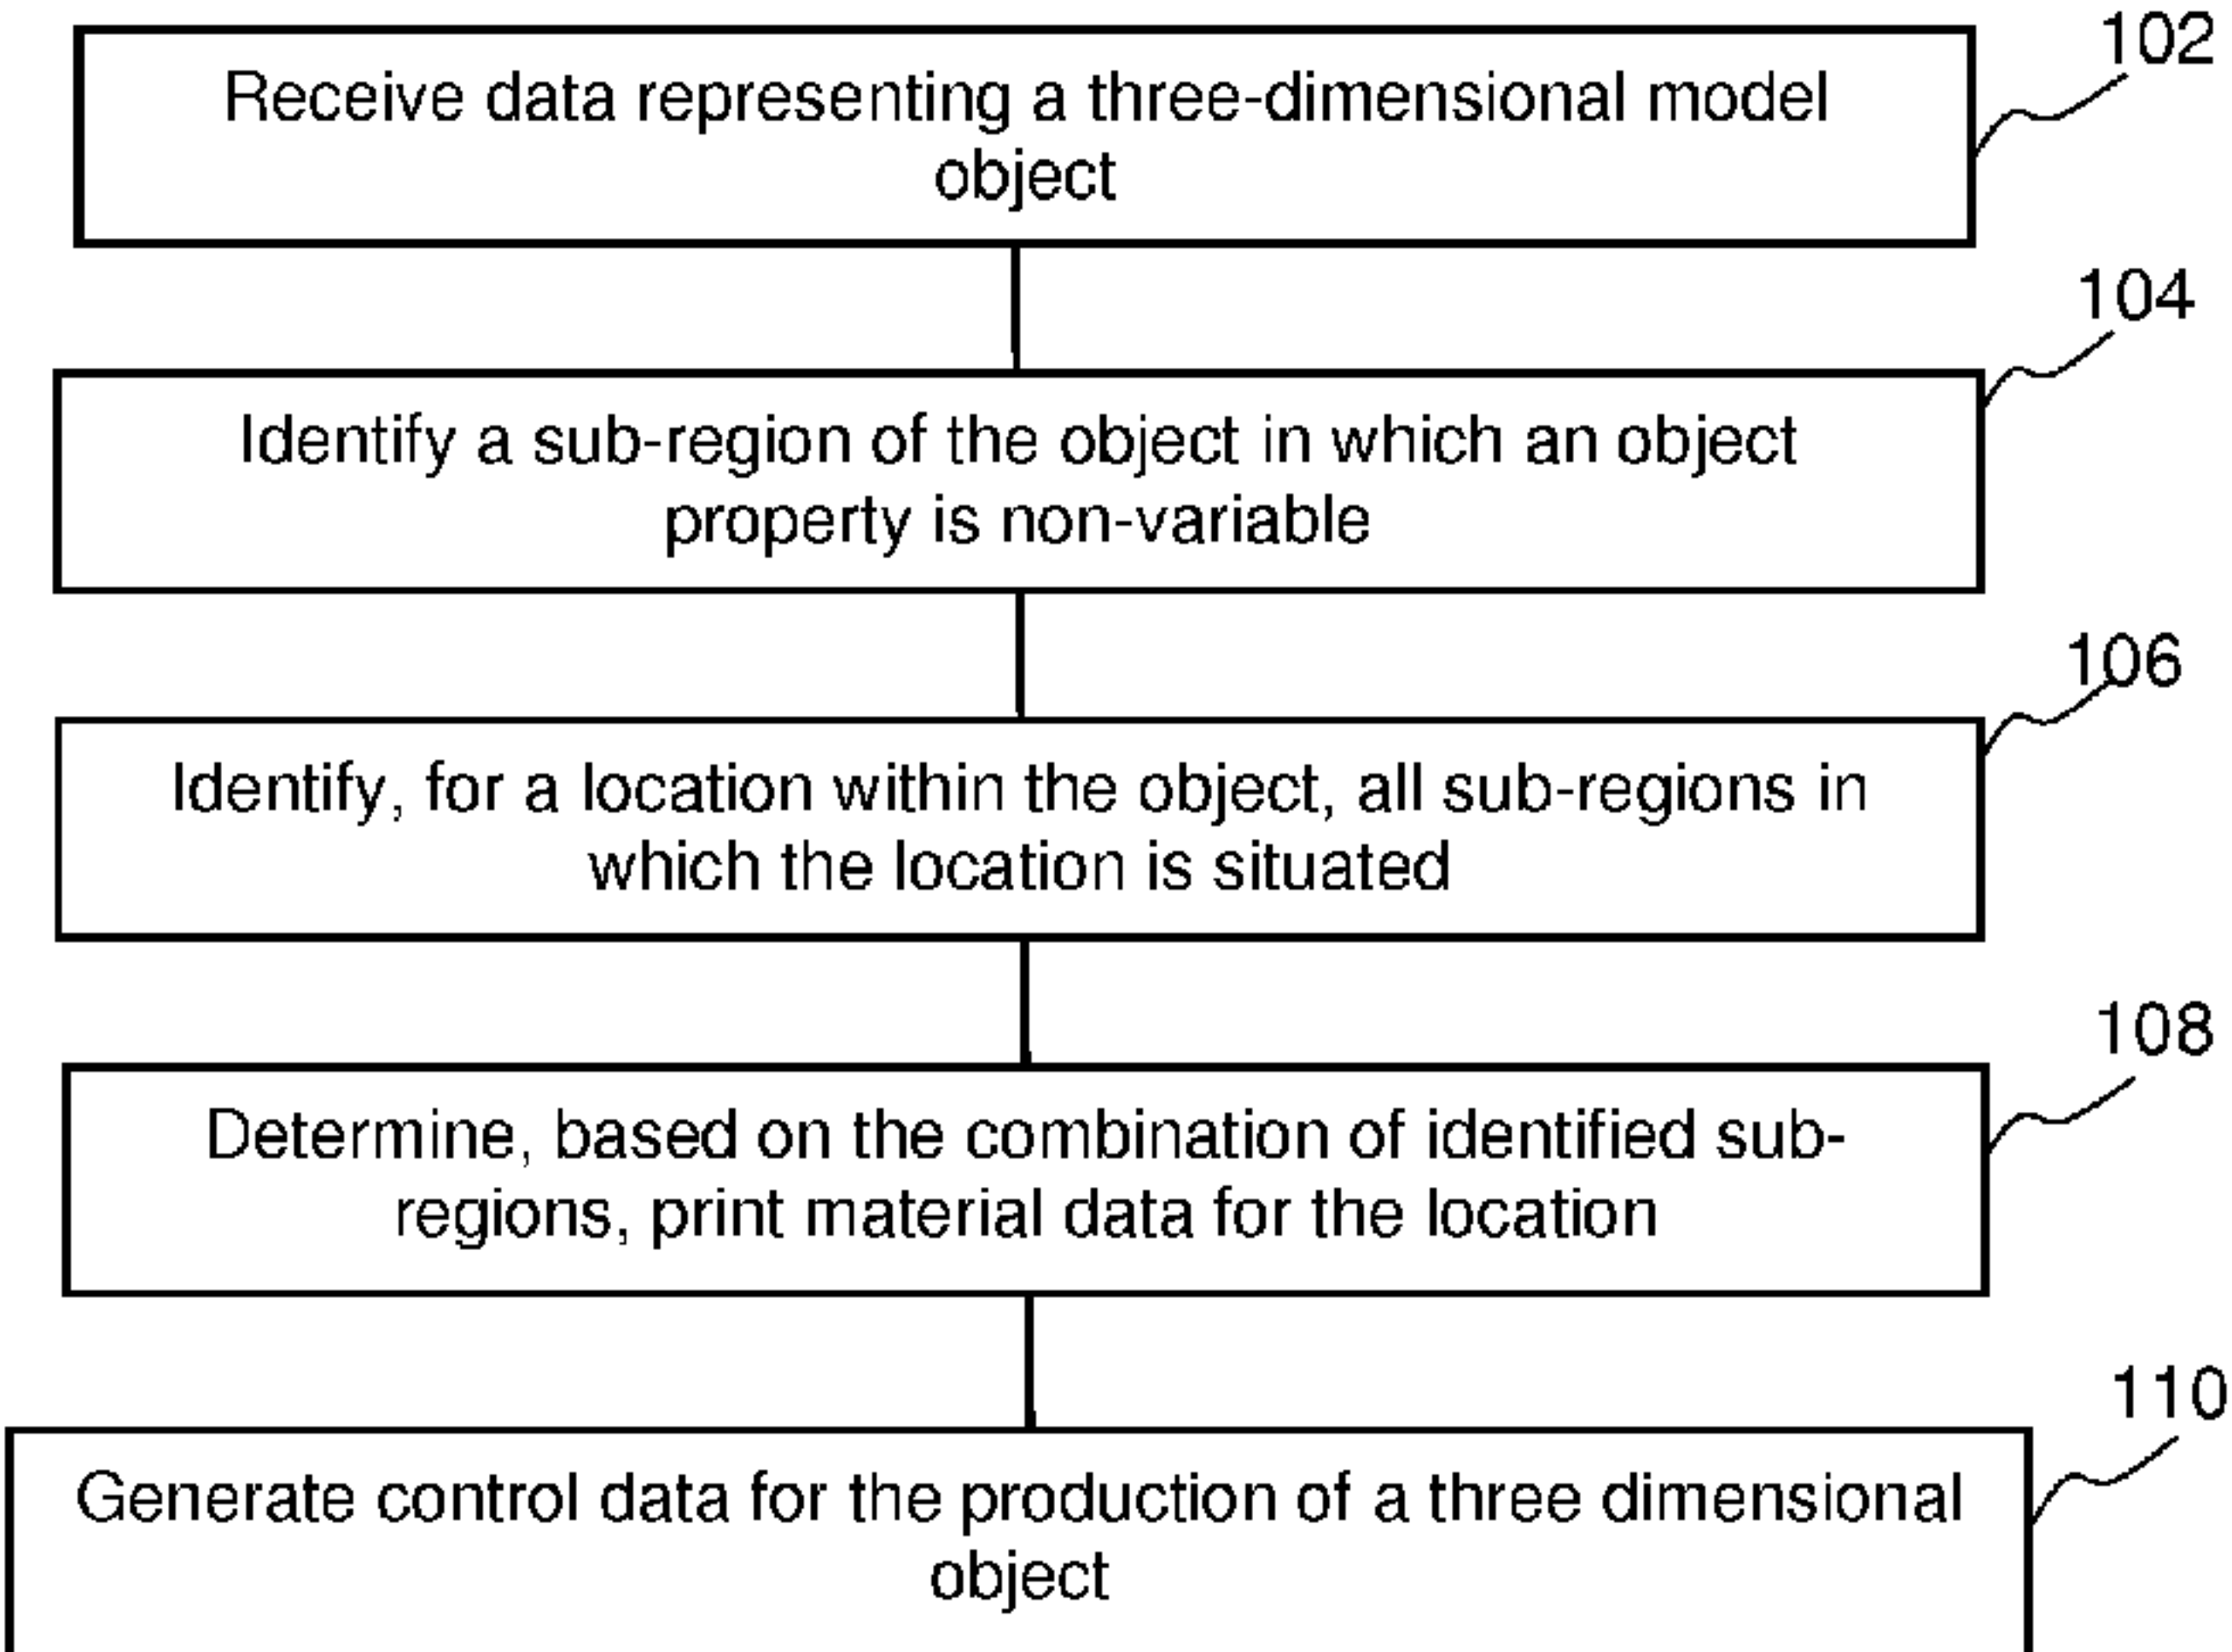 102
Receive data representing a three-dimensional model
object
104
Identify a sub-region of the object in which an object
property is non-variable
106
Identify, for a location within the object, all sub-regions in
which the location is situated
108
Determine, based on the combination of identified sub-
regions, print material data for the location
110
Generate control data for the production of a three dimensional
object